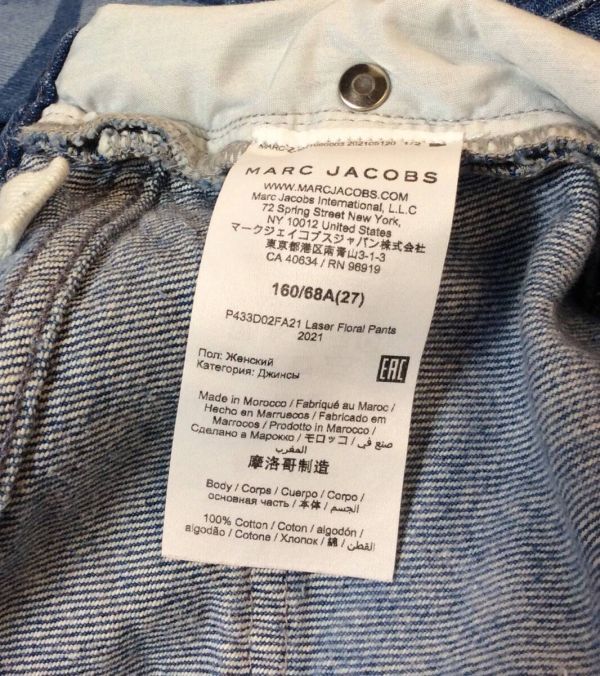 MARC JACOBS
WWW.MARCJACOBS.COM
Marc Jacobs International, L.L.C
72 Spring Street New York,
NY 10012 United States
マークジェイコブスジャパン株式会社
東京都港区南青山3-1-3
CA 40634 / RN 96919
160/68A(27)
P433D02FA21 Laser Floral Pants
2021
Пол: Женский
Категория: Джинсы
EAC
Made in Morocco / Fabriqué au Maroc /
Hecho en Marruecos / Fabricado em
Marrocos / Prodotto in Marocco /
Сделано в Марокко / モロッコ / صنع في
المغرب
摩洛哥制造
Body / Corps / Cuerpo / Corpo /
основная часть / 本体 / الجسم
100% Cotton / Coton / algodón /
algodão / Cotone / Хлопок / 綿 / القطن